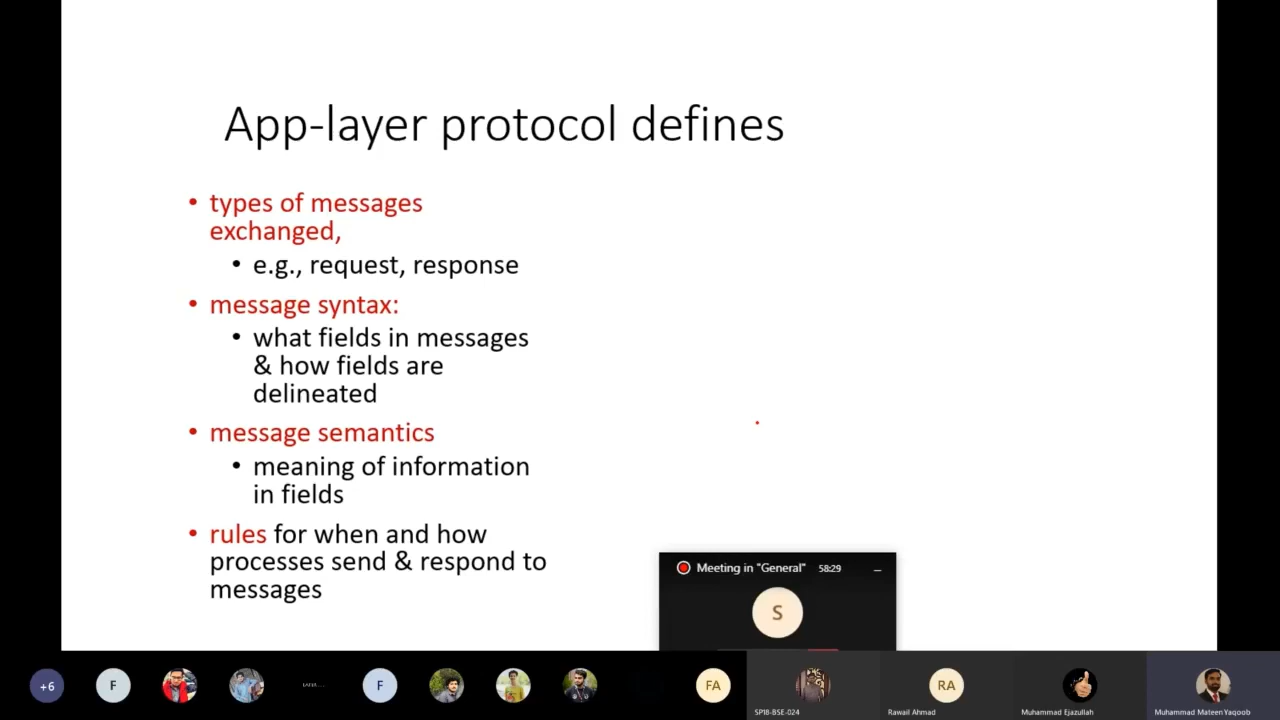 App-layer protocol defines
• types of messages
exchanged,
• e.g., request, response
• message syntax:
• what fields in messages
& how fields are
delineated
• message semantics
• meaning of information
in fields
• rules for when and how
processes send & respond to
messages
Meeting in "General" 58:29
S
+6
F
F
FA
RA
SP18-BSE-024
Rawail Ahmad
Muhammad Ejazullah
Muhammad Mateen Yaqoob